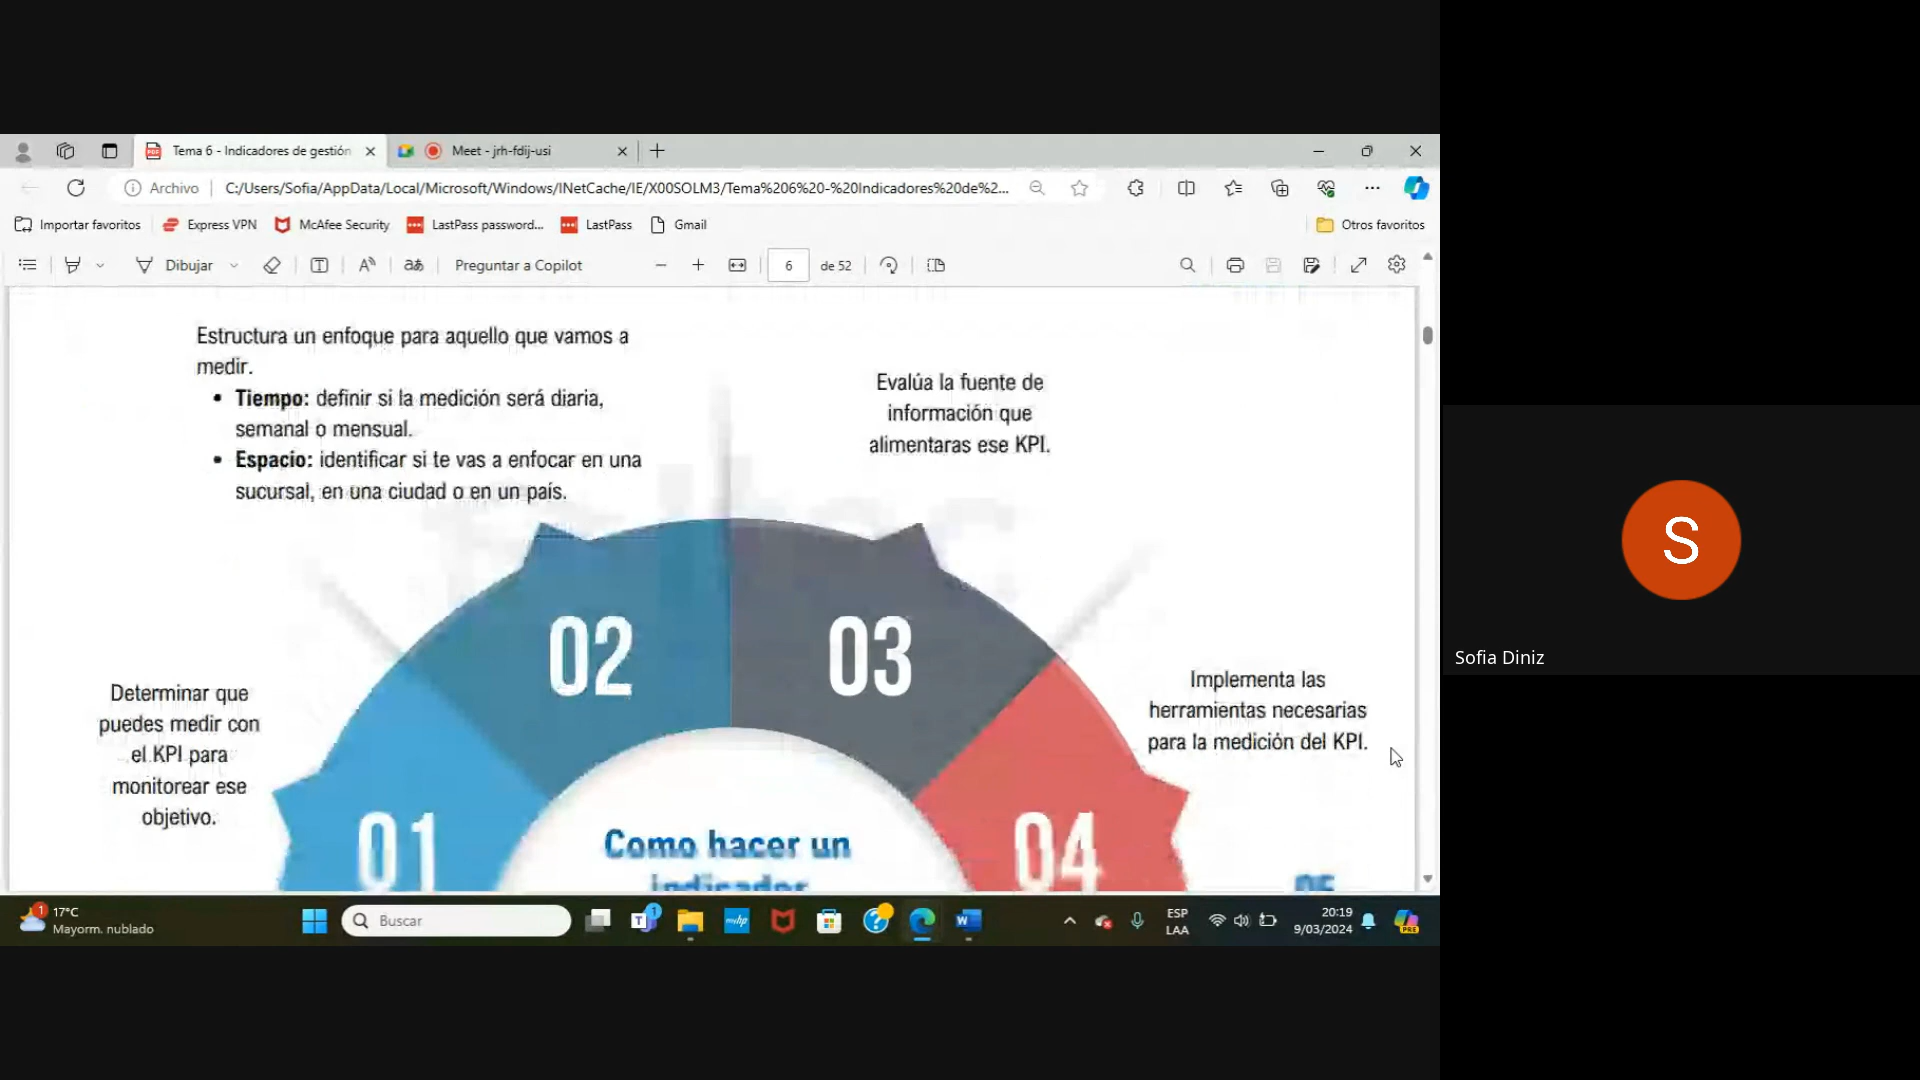 Tema 6 - Indicadores de gestión
Meet - jrh-fdij-usi
Archivo
C:/Users/Sofia/AppData/Local/Microsoft/Windows/INetCache/IE/X00SOLM3/Tema%206%20-%20Indicadores%20de%2...
Importar favoritos
Express VPN
McAfee Security
LastPass password...
LastPass
Gmail
Otros favoritos
Dibujar
Preguntar a Copilot
6
de 52
Estructura un enfoque para aquello que vamos a
medir.
• Tiempo: definir si la medición será diaria,
semanal o mensual.
• Espacio: identificar si te vas a enfocar en una
sucursal, en una ciudad o en un país.
Evalúa la fuente de
información que
alimentaras ese KPI.
02
03
Determinar que
puedes medir con
el KPI para
monitorear ese
objetivo.
Implementa las
herramientas necesarias
para la medición del KPI.
01
04
Como hacer un
indicador
05
S
Sofia Diniz
1
17°C
Mayorm. nublado
Buscar
1
ESP
LAA
20:19
9/03/2024